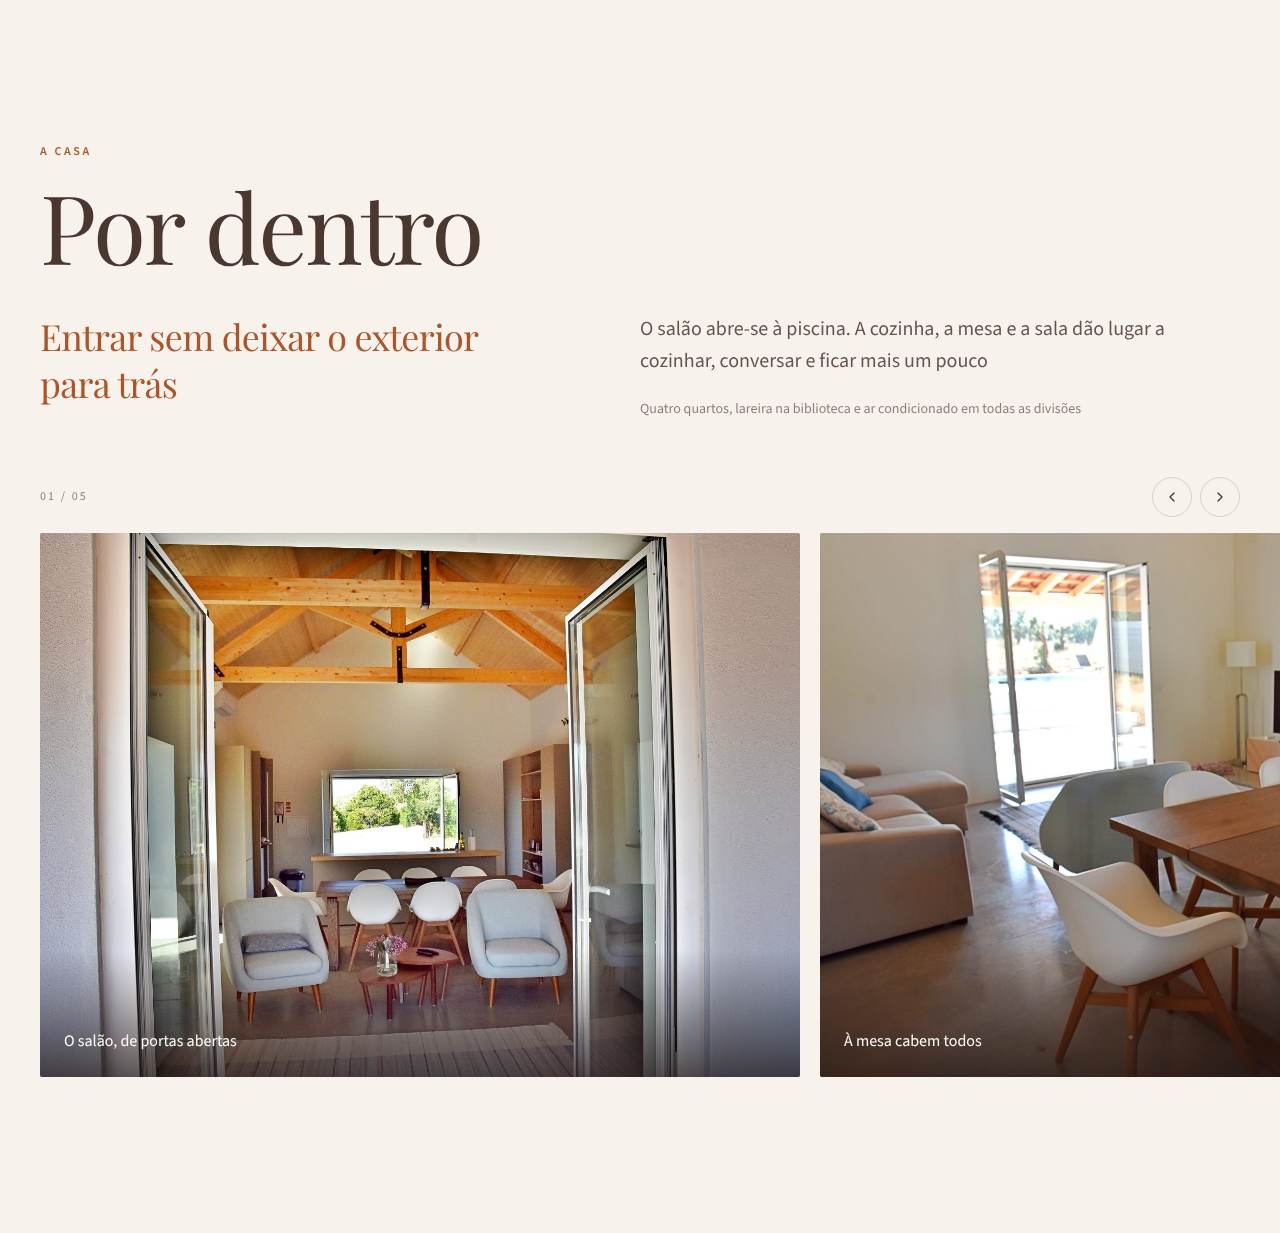 A CASA
Por dentro
Entrar sem deixar o exterior
para trás
O salão abre-se à piscina. A cozinha, a mesa e a sala dão lugar a
cozinhar, conversar e ficar mais um pouco
Quatro quartos, lareira na biblioteca e ar condicionado em todas as divisões
01 / 05
O salão, de portas abertas
À mesa cabem todos